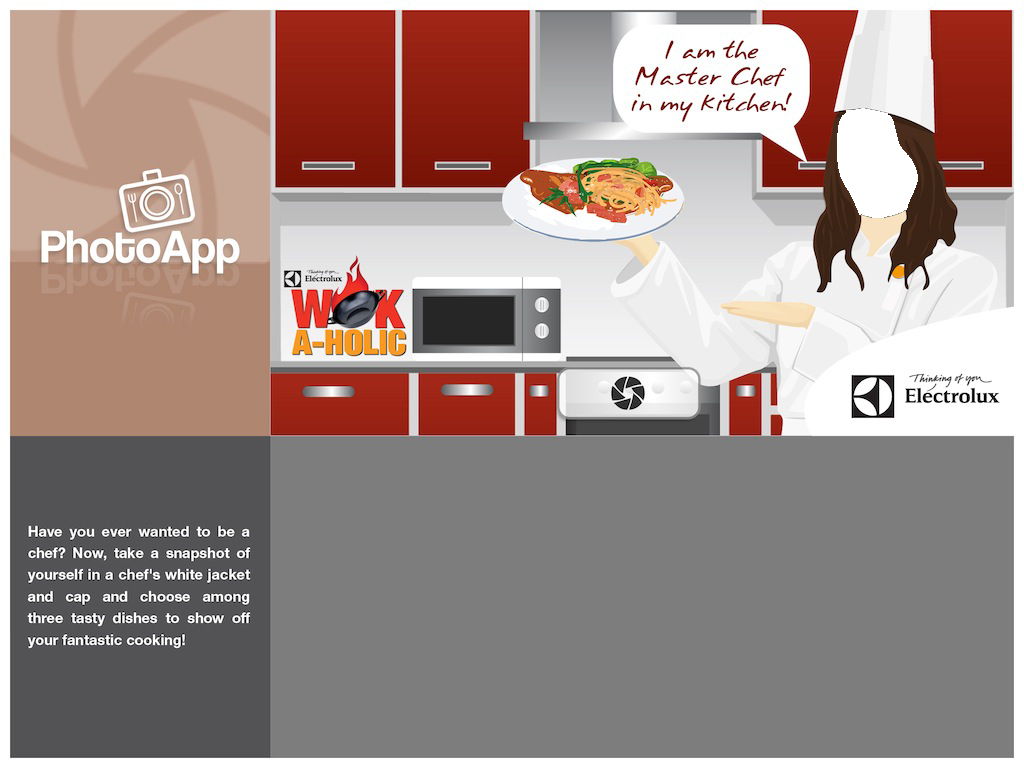 PhotoApp
I am the
Master Chef
in my kitchen!
Thinking of you
Electrolux
WOK
A-HOLIC
Thinking of you
Electrolux
Have you ever wanted to be a
chef? Now, take a snapshot of
yourself in a chef's white jacket
and cap and choose among
three tasty dishes to show off
your fantastic cooking!